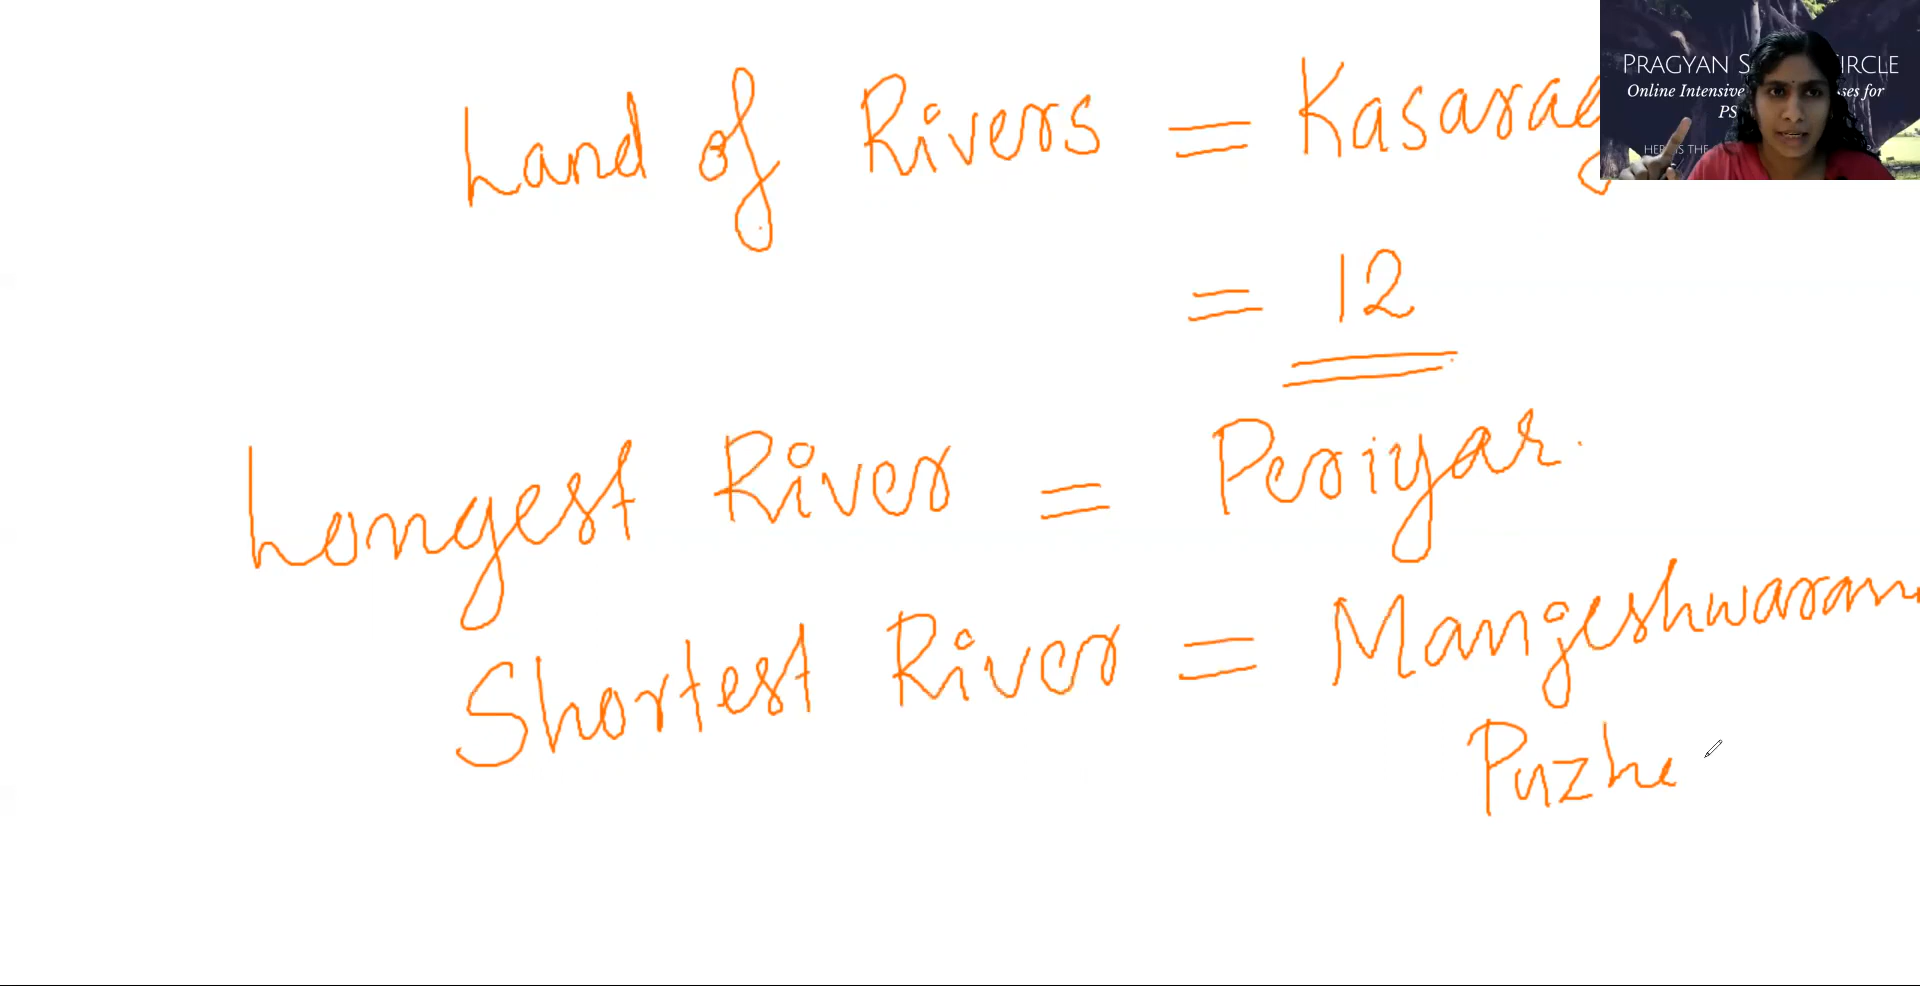 Land of Rivers = Kasarag
= 12
Longest River = Periyar.
Shortest River = Manjeshwaram
Puzha
PRAGYAN S IRCLE
Online Intensive ses for
PS